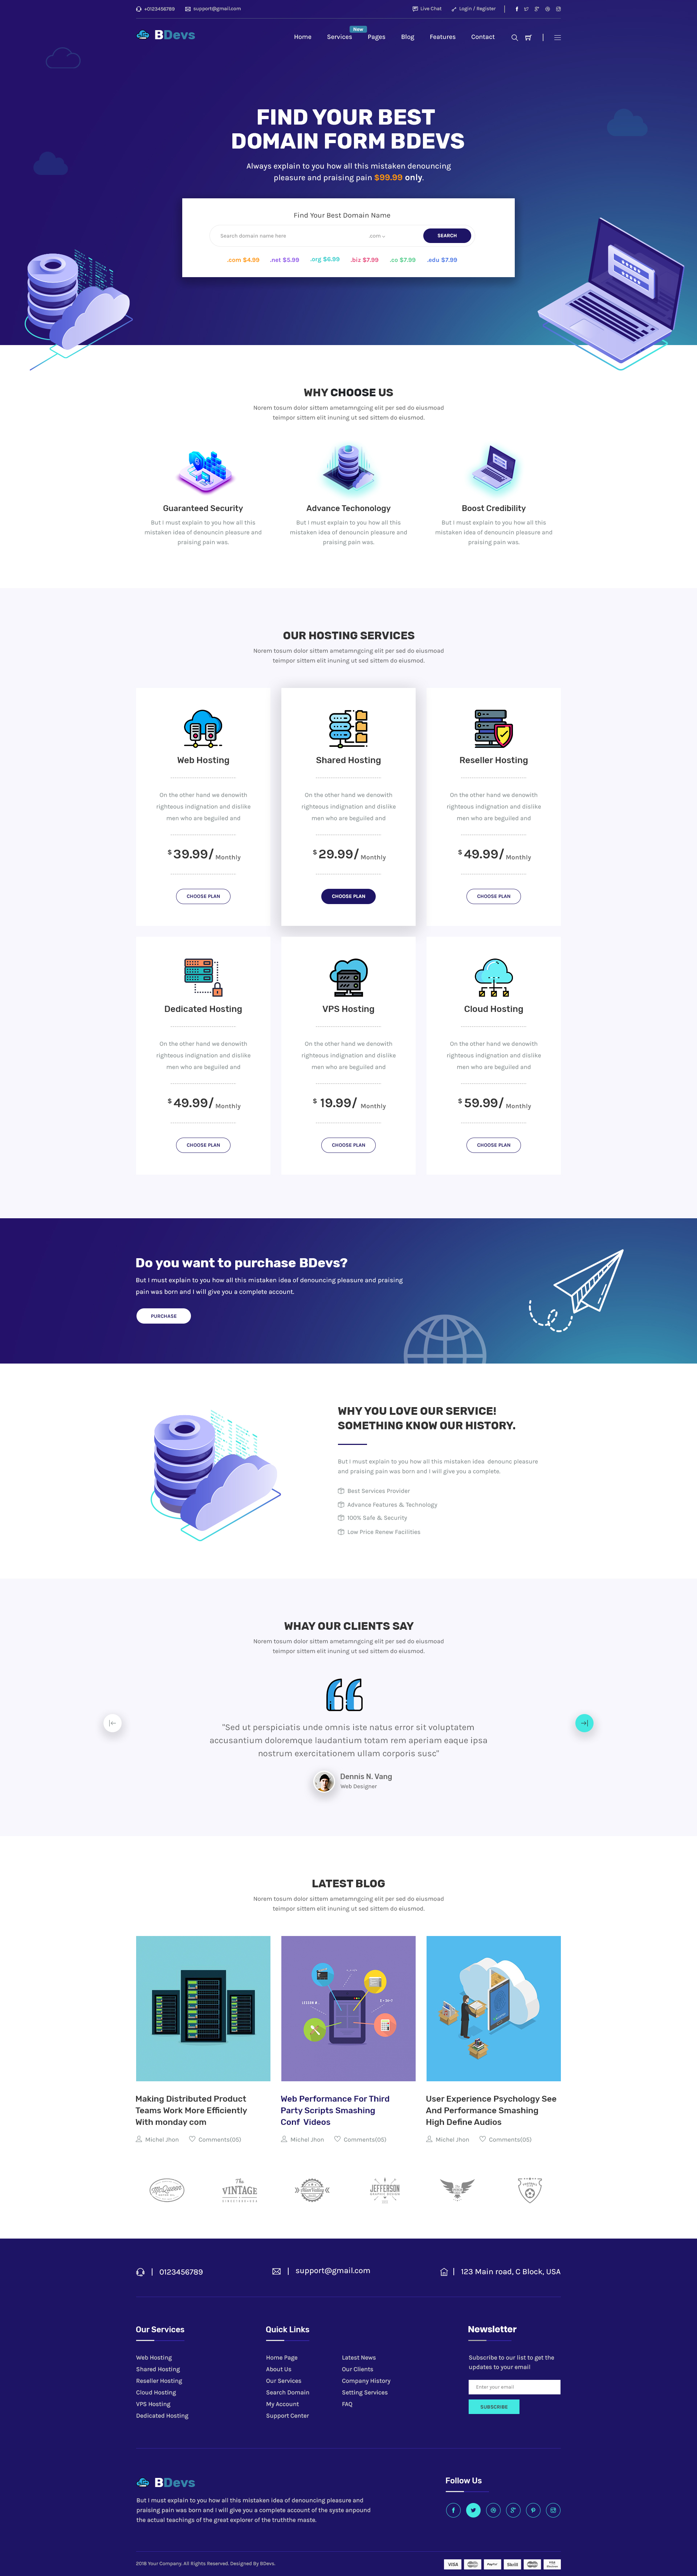 +0123456789
support@gmail.com
Live Chat
Login / Register
BDevs
Home
Services
New
Pages
Blog
Features
Contact
FIND YOUR BEST
DOMAIN FORM BDEVS
Always explain to you how all this mistaken denouncing
pleasure and praising pain $99.99 only.
Find Your Best Domain Name
Search domain name here
.com
SEARCH
.com $4.99
.net $5.99
.org $6.99
.biz $7.99
.co $7.99
.edu $7.99
WHY CHOOSE US
Norem tosum dolor sittem ametamngcing elit per sed do eiusmoad
teimpor sittem elit inuning ut sed sittem do eiusmod.
Guaranteed Security
But I must explain to you how all this
mistaken idea of denouncin pleasure and
praising pain was.
Advance Techonology
But I must explain to you how all this
mistaken idea of denouncin pleasure and
praising pain was.
Boost Credibility
But I must explain to you how all this
mistaken idea of denouncin pleasure and
praising pain was.
OUR HOSTING SERVICES
Norem tosum dolor sittem ametamngcing elit per sed do eiusmoad
teimpor sittem elit inuning ut sed sittem do eiusmod.
Web Hosting
On the other hand we denowith
righteous indignation and dislike
men who are beguiled and
$ 39.99/ Monthly
CHOOSE PLAN
Shared Hosting
On the other hand we denowith
righteous indignation and dislike
men who are beguiled and
$ 29.99/ Monthly
CHOOSE PLAN
Reseller Hosting
On the other hand we denowith
righteous indignation and dislike
men who are beguiled and
$ 49.99/ Monthly
CHOOSE PLAN
Dedicated Hosting
On the other hand we denowith
righteous indignation and dislike
men who are beguiled and
$ 49.99/ Monthly
CHOOSE PLAN
VPS Hosting
On the other hand we denowith
righteous indignation and dislike
men who are beguiled and
$ 19.99/ Monthly
CHOOSE PLAN
Cloud Hosting
On the other hand we denowith
righteous indignation and dislike
men who are beguiled and
$ 59.99/ Monthly
CHOOSE PLAN
Do you want to purchase BDevs?
But I must explain to you how all this mistaken idea of denouncing pleasure and praising
pain was born and I will give you a complete account.
PURCHASE
WHY YOU LOVE OUR SERVICE!
SOMETHING KNOW OUR HISTORY.
But I must explain to you how all this mistaken idea denounc pleasure
and praising pain was born and I will give you a complete.
Best Services Provider
Advance Features & Technology
100% Safe & Security
Low Price Renew Facilities
WHAY OUR CLIENTS SAY
Norem tosum dolor sittem ametamngcing elit per sed do eiusmoad
teimpor sittem elit inuning ut sed sittem do eiusmod.
"Sed ut perspiciatis unde omnis iste natus error sit voluptatem
accusantium doloremque laudantium totam rem aperiam eaque ipsa
nostrum exercitationem ullam corporis susc"
Dennis N. Vang
Web Designer
LATEST BLOG
Norem tosum dolor sittem ametamngcing elit per sed do eiusmoad
teimpor sittem elit inuning ut sed sittem do eiusmod.
Making Distributed Product
Teams Work More Efficiently
With monday com
Michel Jhon
Comments(05)
Web Performance For Third
Party Scripts Smashing
Conf Videos
Michel Jhon
Comments(05)
User Experience Psychology See
And Performance Smashing
High Define Audios
Michel Jhon
Comments(05)
McQueen
The
VINTAGE
JEFFERSON
0123456789
support@gmail.com
123 Main road, C Block, USA
Our Services
Web Hosting
Shared Hosting
Reseller Hosting
Cloud Hosting
VPS Hosting
Dedicated Hosting
Quick Links
Home Page
About Us
Our Services
Search Domain
My Account
Support Center
Latest News
Our Clients
Company History
Setting Services
FAQ
Newsletter
Subscribe to our list to get the
updates to your email
Enter your email
SUBSCRIBE
BDevs
But I must explain to you how all this mistaken idea of denouncing pleasure and
praising pain was born and I will give you a complete account of the syste anpound
the actual teachings of the great explorer of the truththe maste.
Follow Us
2018 Your Company. All Rights Reserved. Designed By BDevs.
VISA
PayPal
Skrill